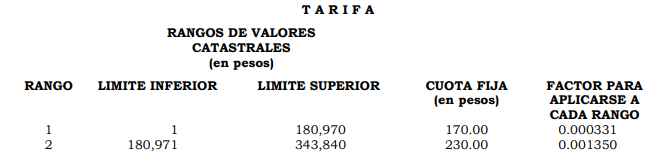 T A R I F A
RANGOS DE VALORES
CATASTRALES
(en pesos)
RANGO LIMITE INFERIOR LIMITE SUPERIOR CUOTA FIJA FACTOR PARA
(en pesos) APLICARSE A
CADA RANGO
1 1 180,970 170.00 0.000331
2 180,971 343,840 230.00 0.001350